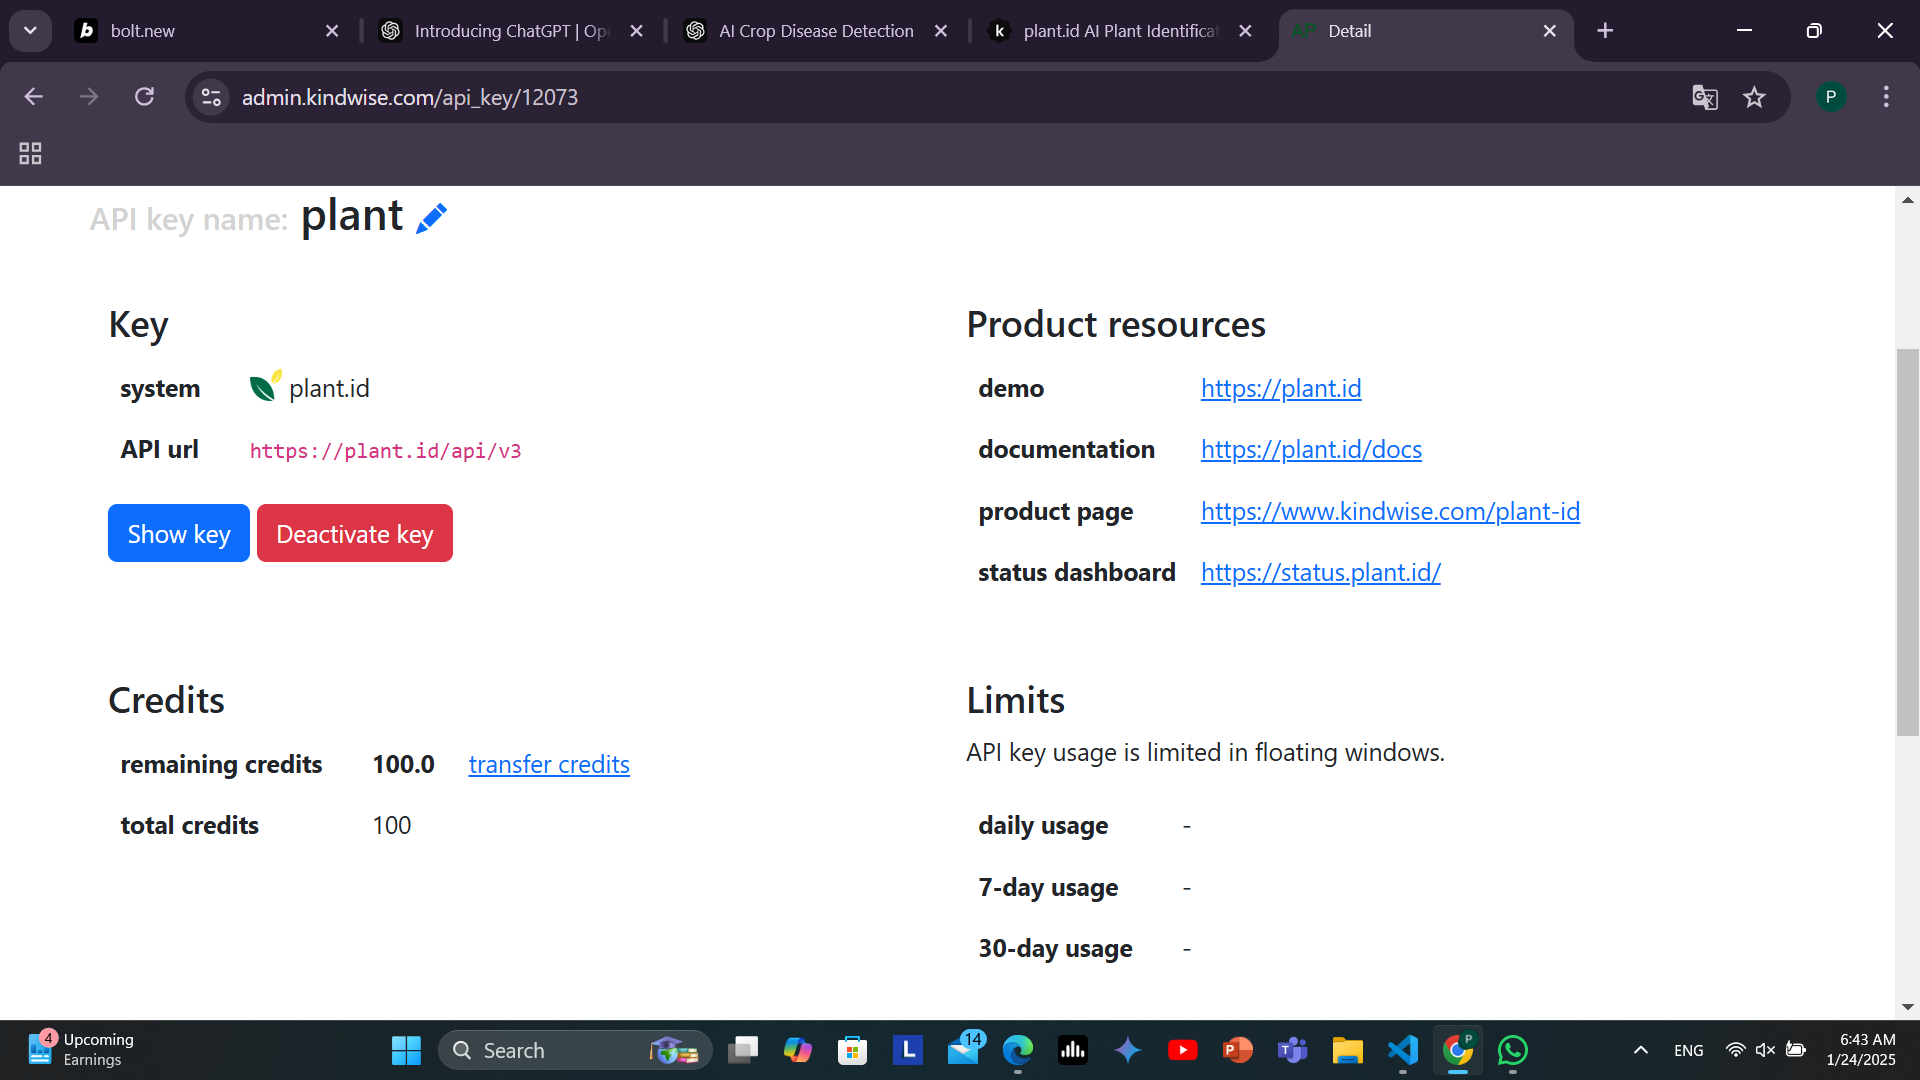 bolt.new
Introducing ChatGPT | Ope
AI Crop Disease Detection
plant.id AI Plant Identificat
AP Detail
admin.kindwise.com/api_key/12073
P
API key name: plant
Key
system plant.id
API url https://plant.id/api/v3
Show key Deactivate key
Product resources
demo https://plant.id
documentation https://plant.id/docs
product page https://www.kindwise.com/plant-id
status dashboard https://status.plant.id/
Credits
remaining credits 100.0 transfer credits
total credits 100
Limits
API key usage is limited in floating windows.
daily usage -
7-day usage -
30-day usage -
4 Upcoming
Earnings
Search
L
14
P
ENG
6:43 AM
1/24/2025